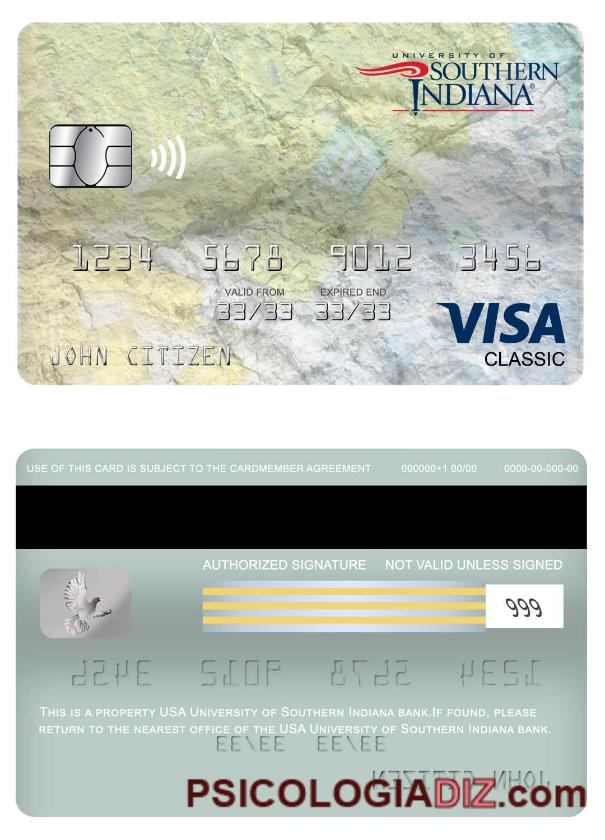 UNIVERSITY OF
SOUTHERN
INDIANA®
1234 5678 9012 3456
VALID FROM EXPIRED END
33/33 33/33
JOHN CITIZEN
VISA
CLASSIC
USE OF THIS CARD IS SUBJECT TO THE CARDMEMBER AGREEMENT 000000+1 00/00 0000-00-000-00
AUTHORIZED SIGNATURE NOT VALID UNLESS SIGNED
999
THIS IS A PROPERTY USA UNIVERSITY OF SOUTHERN INDIANA BANK.IF FOUND, PLEASE
RETURN TO THE NEAREST OFFICE OF THE USA UNIVERSITY OF SOUTHERN INDIANA BANK.
PSICOLOGIADIZ.com